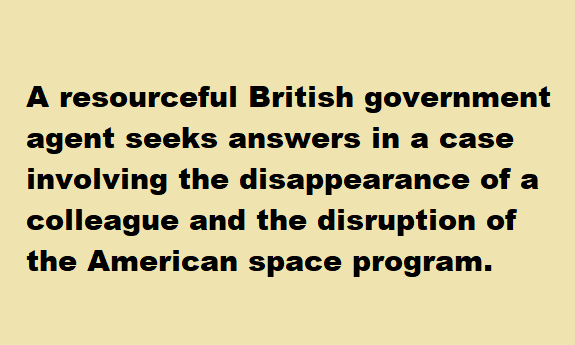 A resourceful British government
agent seeks answers in a case
involving the disappearance of a
colleague and the disruption of
the American space program.